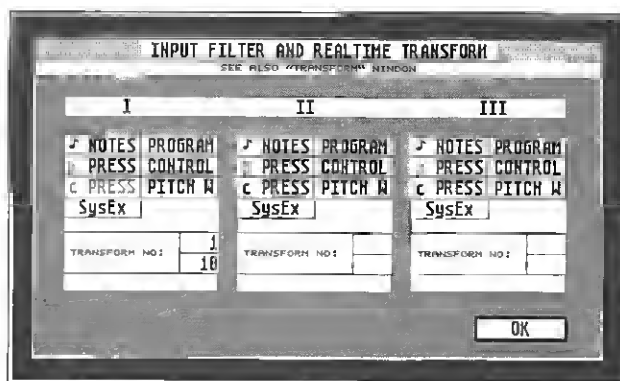 INPUT FILTER AND REALTIME TRANSFORM
SEE ALSO "TRANSFORM" WINDOW
I II III
♪ NOTES PROGRAM ♪ NOTES PROGRAM ♪ NOTES PROGRAM
PRESS CONTROL PRESS CONTROL PRESS CONTROL
C PRESS PITCH W C PRESS PITCH W C PRESS PITCH W
SysEx SysEx SysEx
TRANSFORM NO: 1 TRANSFORM NO: TRANSFORM NO:
10
OK